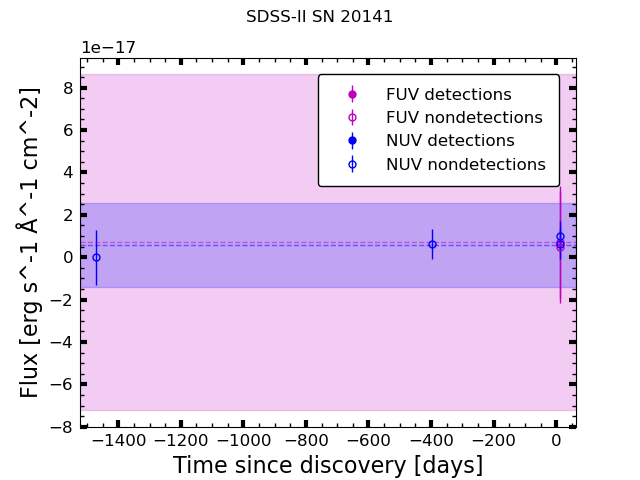 SDSS-II SN 20141
1e−17
FUV detections
FUV nondetections
NUV detections
NUV nondetections
8
6
4
2
0
−2
−4
−6
−8
Flux [erg s^-1 Å^-1 cm^-2]
−1400 −1200 −1000 −800 −600 −400 −200 0
Time since discovery [days]